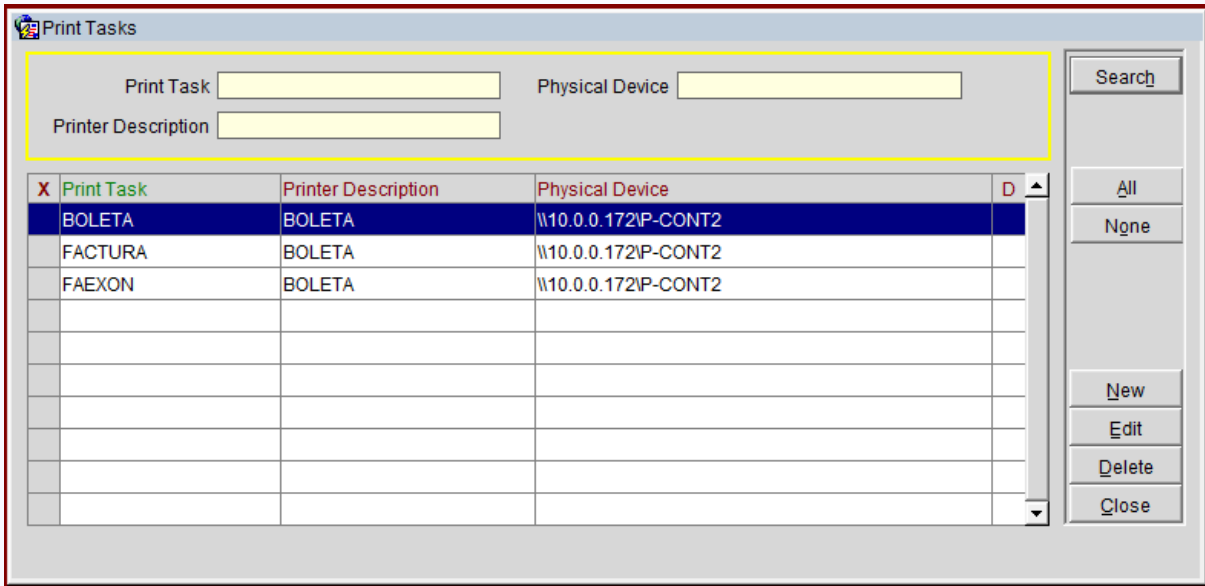 Print Tasks
Print Task Physical Device Search
Printer Description
X Print Task Printer Description Physical Device D All
BOLETA BOLETA \\10.0.0.172\P-CONT2 None
FACTURA BOLETA \\10.0.0.172\P-CONT2
FAEXON BOLETA \\10.0.0.172\P-CONT2
New
Edit
Delete
Close